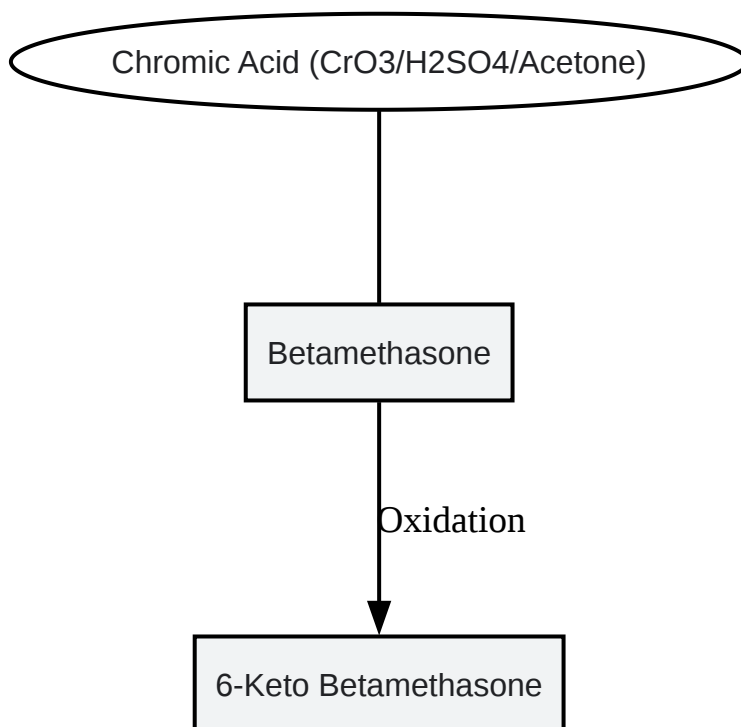 Chromic Acid (CrO3/H2SO4/Acetone)
Betamethasone
Oxidation
6-Keto Betamethasone